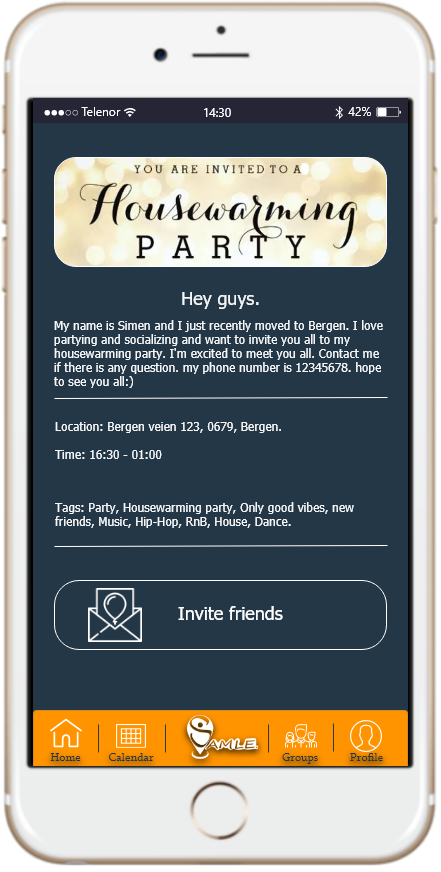 Telenor 14:30 42%
YOU ARE INVITED TO A
Housewarming
PARTY
Hey guys.
My name is Simen and I just recently moved to Bergen. I love
partying and socializing and want to invite you all to my
housewarming party. I'm excited to meet you all. Contact me
if there is any question. my phone number is 12345678. hope
to see you all:)
Location: Bergen veien 123, 0679, Bergen.
Time: 16:30 - 01:00
Tags: Party, Housewarming party, Only good vibes, new
friends, Music, Hip-Hop, RnB, House, Dance.
Invite friends
SAMLE
Home Calendar Groups Profile